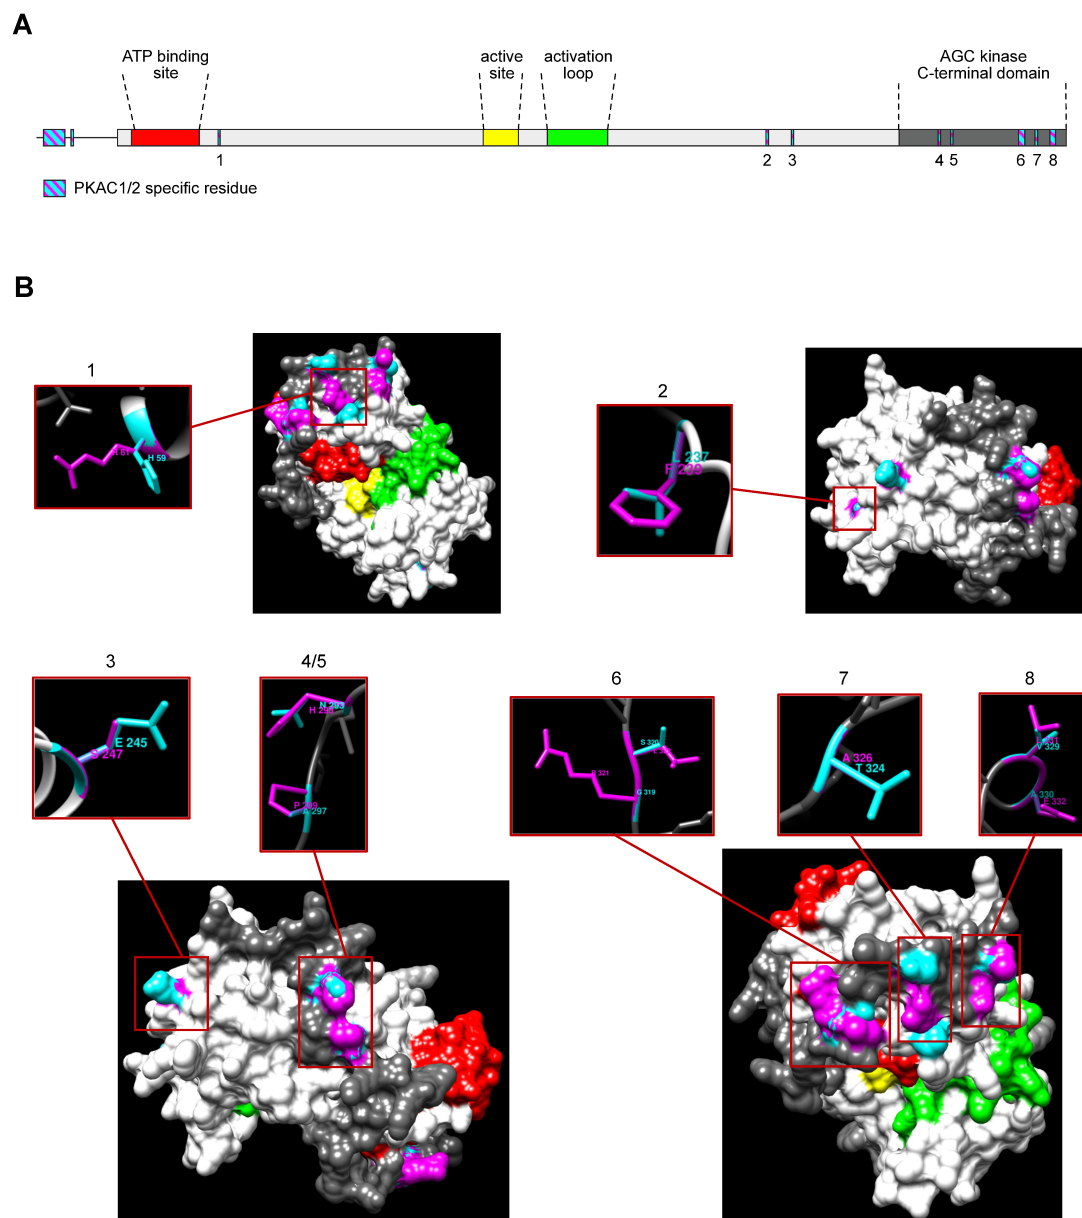 A
ATP binding
site
active
site
activation
loop
AGC kinase
C-terminal domain
1
2
3
4
5
6
7
8
PKAC1/2 specific residue
B
1
H 59
2
L 237
F 239
3
E 245
S 247
4/5
N 293
H 295
P 299
A 297
6
S 320
R 321
G 319
7
A 326
T 324
8
V 329
A 330
E 332